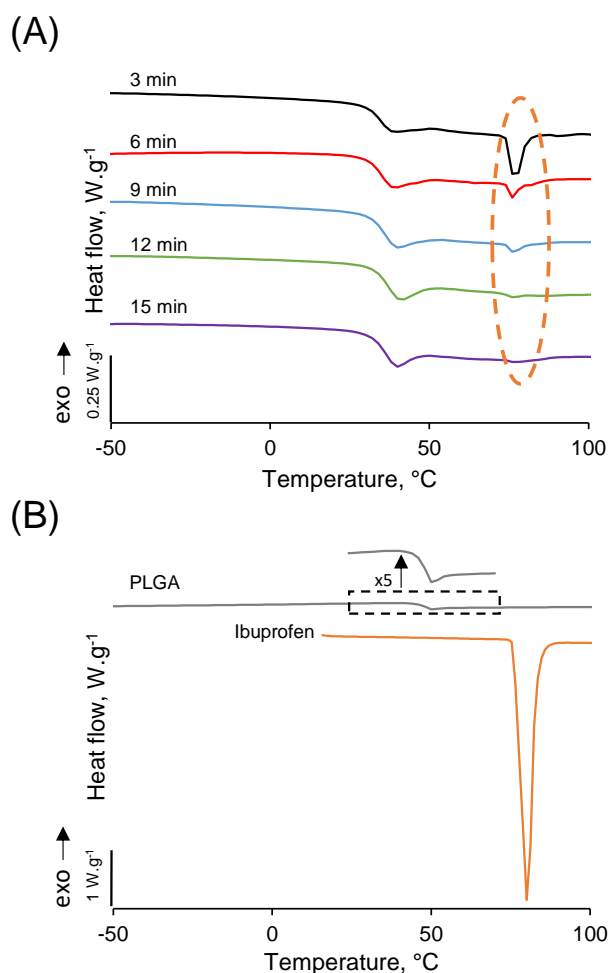 (A)
3 min
6 min
9 min
12 min
15 min
Heat flow, W.g-1
exo
0.25 W.g-1
-50 0 50 100
Temperature, °C
(B)
x5
PLGA
Ibuprofen
Heat flow, W.g-1
exo
1 W.g-1
-50 0 50 100
Temperature, °C